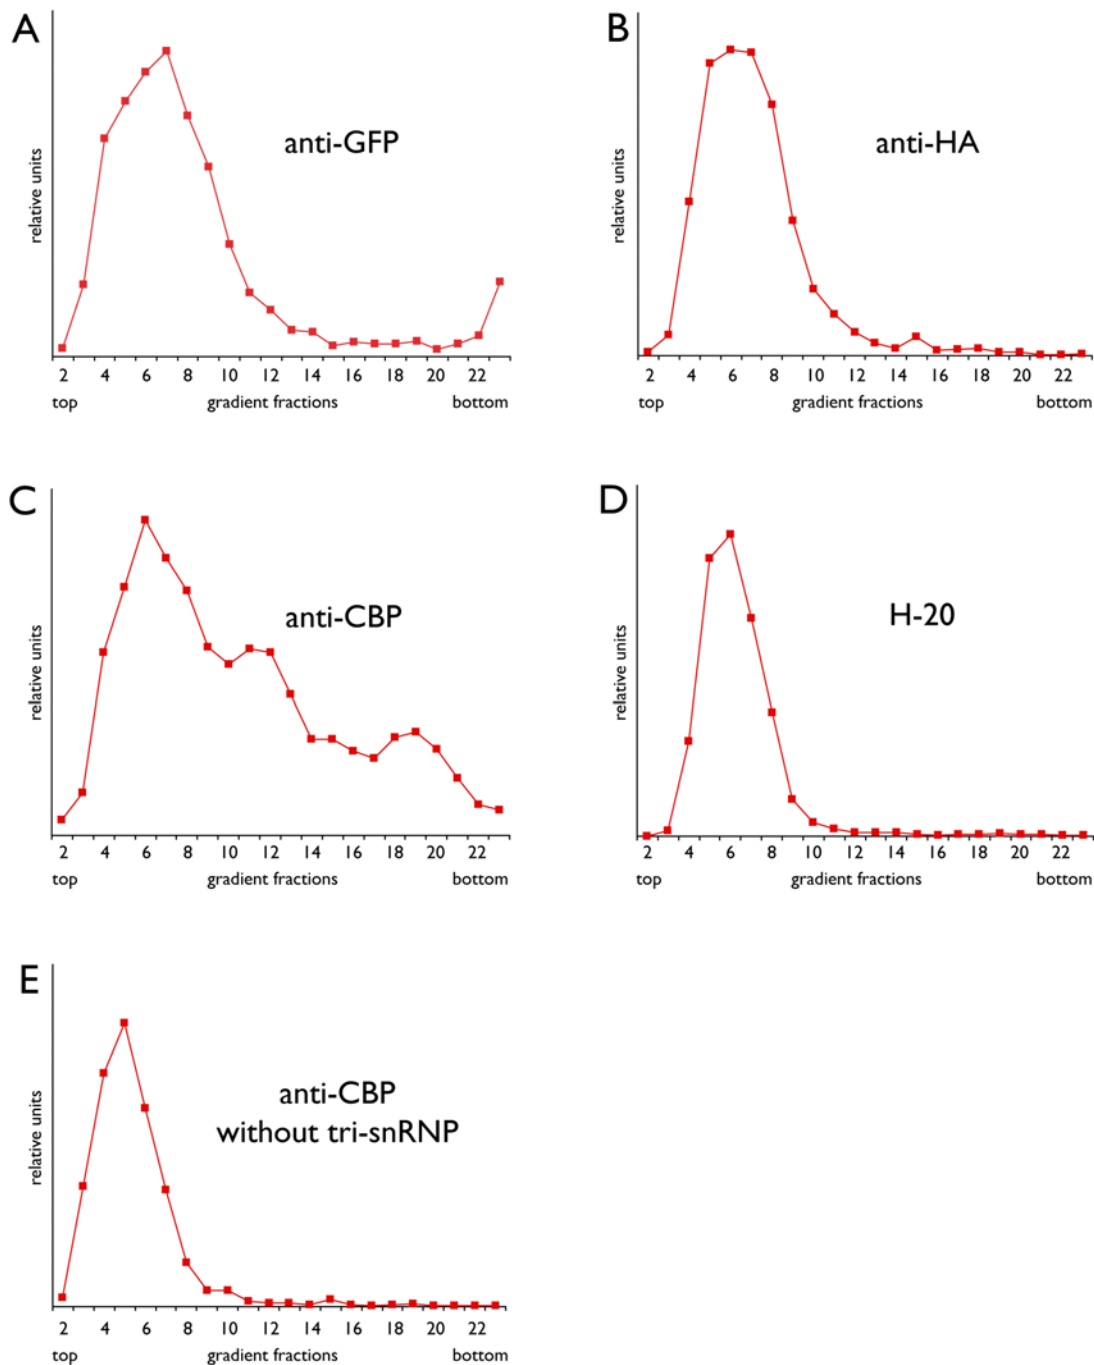 A
relative units
anti-GFP
2 4 6 8 10 12 14 16 18 20 22
top gradient fractions bottom
B
relative units
anti-HA
2 4 6 8 10 12 14 16 18 20 22
top gradient fractions bottom
C
relative units
anti-CBP
2 4 6 8 10 12 14 16 18 20 22
top gradient fractions bottom
D
relative units
H-20
2 4 6 8 10 12 14 16 18 20 22
top gradient fractions bottom
E
relative units
anti-CBP
without tri-snRNP
2 4 6 8 10 12 14 16 18 20 22
top gradient fractions bottom